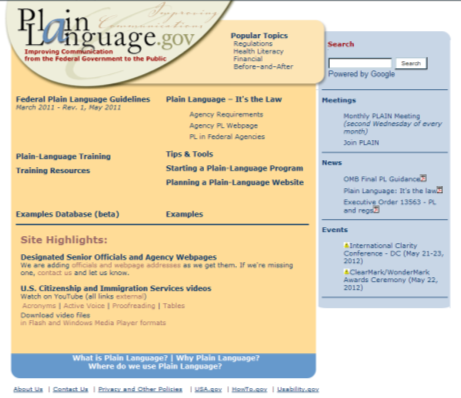 Plain
Language.gov
Improving Communication
from the Federal Government to the Public
Popular Topics
Regulations
Health Literacy
Financial
Before-and-After
Federal Plain Language Guidelines
March 2011 - Rev. 1, May 2011
Plain-Language Training
Training Resources
Examples Database (beta)
Plain Language – It's the Law
Agency Requirements
Agency PL Webpage
PL in Federal Agencies
Tips & Tools
Starting a Plain-Language Program
Planning a Plain-Language Website
Examples
Site Highlights:
Designated Senior Officials and Agency Webpages
We are adding officials and webpage addresses as we get them. If we're missing
one, contact us and let us know.
U.S. Citizenship and Immigration Services videos
Watch on YouTube (all links external)
Acronyms | Active Voice | Proofreading | Tables
Download video files
in Flash and Windows Media Player formats
Search
Search
Powered by Google
Meetings
Monthly PLAIN Meeting
(second Wednesday of every
month)
Join PLAIN
News
OMB Final PL Guidance
Plain Language: It's the law
Executive Order 13563 - PL
and regs
Events
International Clarity
Conference - DC (May 21-23,
2012)
ClearMark/WonderMark
Awards Ceremony (May 22,
2012)
What is Plain Language? | Why Plain Language?
Where do we use Plain Language?
About Us | Contact Us | Privacy and Other Policies | USA.gov | HowTo.gov | Usability.gov